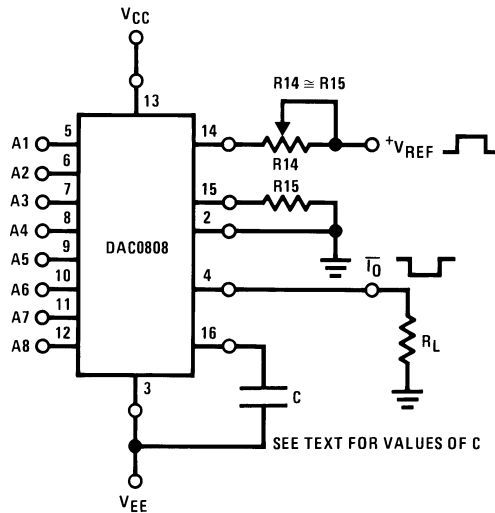 VCC
13
R14 ≅ R15
A1 5
14
R14
+VREF
A2 6
A3 7
15
R15
A4 8
2
DAC0808
A5 9
A6 10
4
I0
A7 11
A8 12
16
RL
3
C
SEE TEXT FOR VALUES OF C
VEE